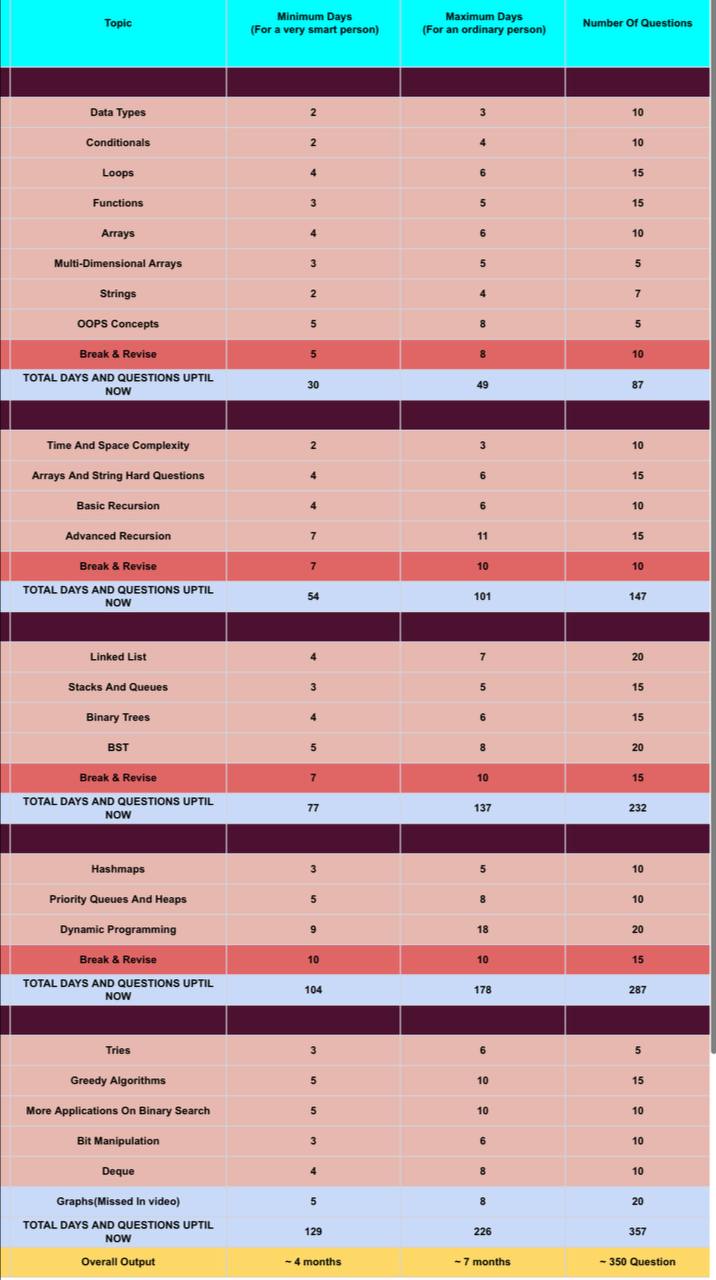 Topic Minimum Days Maximum Days Number Of Questions
(For a very smart person) (For an ordinary person)
Data Types 2 3 10
Conditionals 2 4 10
Loops 4 6 15
Functions 3 5 15
Arrays 4 6 10
Multi-Dimensional Arrays 3 5 5
Strings 2 4 7
OOPS Concepts 5 8 5
Break & Revise 5 8 10
TOTAL DAYS AND QUESTIONS UPTIL
NOW 30 49 87
Time And Space Complexity 2 3 10
Arrays And String Hard Questions 4 6 15
Basic Recursion 4 6 10
Advanced Recursion 7 11 15
Break & Revise 7 10 10
TOTAL DAYS AND QUESTIONS UPTIL
NOW 54 101 147
Linked List 4 7 20
Stacks And Queues 3 5 15
Binary Trees 4 6 15
BST 5 8 20
Break & Revise 7 10 15
TOTAL DAYS AND QUESTIONS UPTIL
NOW 77 137 232
Hashmaps 3 5 10
Priority Queues And Heaps 5 8 10
Dynamic Programming 9 18 20
Break & Revise 10 10 15
TOTAL DAYS AND QUESTIONS UPTIL
NOW 104 178 287
Tries 3 6 5
Greedy Algorithms 5 10 15
More Applications On Binary Search 5 10 10
Bit Manipulation 3 6 10
Deque 4 8 10
Graphs(Missed In video) 5 8 20
TOTAL DAYS AND QUESTIONS UPTIL
NOW 129 226 357
Overall Output ~ 4 months ~ 7 months ~ 350 Question